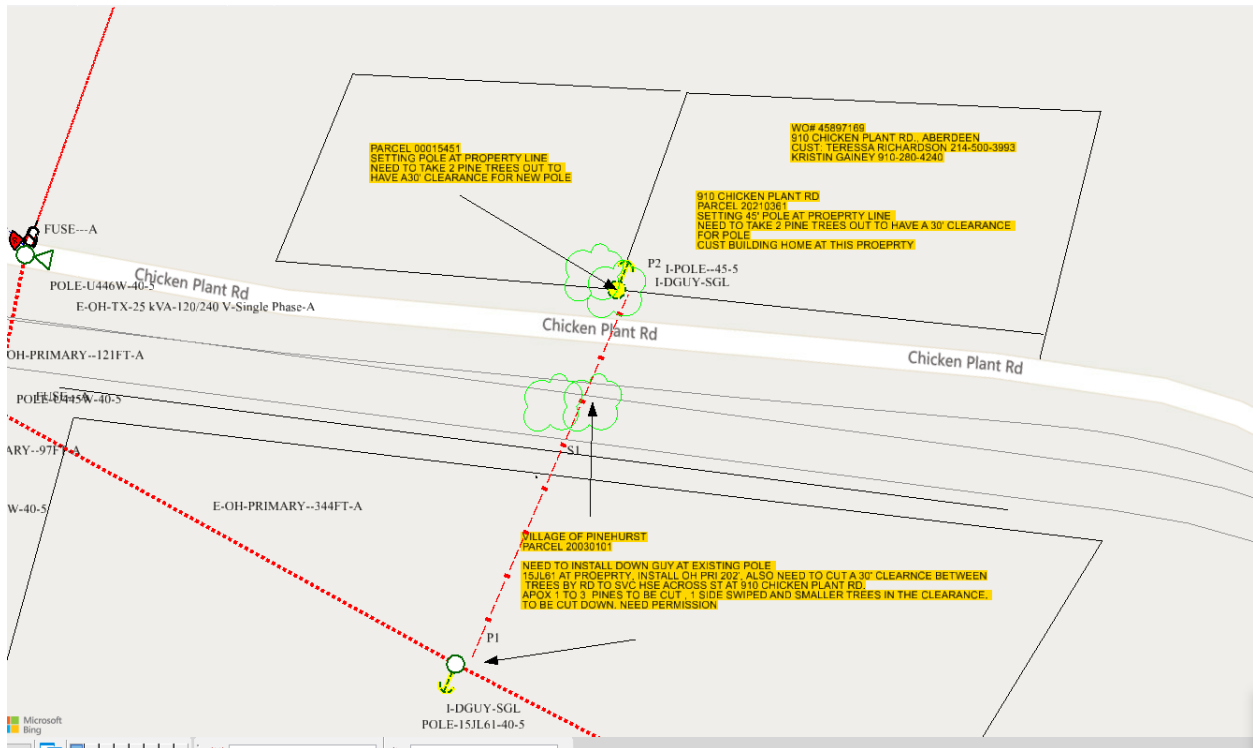 PARCEL 00015451
SETTING POLE AT PROPERTY LINE
NEED TO TAKE 2 PINE TREES OUT TO
HAVE A30' CLEARANCE FOR NEW POLE
WO# 45897169
910 CHICKEN PLANT RD., ABERDEEN
CUST: TERESSA RICHARDSON 214-500-3993
KRISTIN GAINEY 910-280-4240
910 CHICKEN PLANT RD
PARCEL 20210361
SETTING 45' POLE AT PROEPRTY LINE
NEED TO TAKE 2 PINE TREES OUT TO HAVE A 30' CLEARANCE
FOR POLE
CUST BUILDING HOME AT THIS PROEPRTY
FUSE---A
POLE-U446W-40-5
Chicken Plant Rd
E-OH-TX-25 kVA-120/240 V-Single Phase-A
P2 I-POLE--45-5
I-DGUY-SGL
Chicken Plant Rd
Chicken Plant Rd
OH-PRIMARY--121FT-A
POLE-U445W-40-5
ARY--97FT-A
S1
W-40-5
E-OH-PRIMARY--344FT-A
VILLAGE OF PINEHURST
PARCEL 20030101
NEED TO INSTALL DOWN GUY AT EXISTING POLE
15JL61 AT PROEPRTY, INSTALL OH PRI 202', ALSO NEED TO CUT A 30' CLEARNCE BETWEEN
TREES BY RD TO SVC HSE ACROSS ST AT 910 CHICKEN PLANT RD.
APOX 1 TO 3 PINES TO BE CUT , 1 SIDE SWIPED AND SMALLER TREES IN THE CLEARANCE.
TO BE CUT DOWN. NEED PERMISSION
P1
I-DGUY-SGL
POLE-15JL61-40-5
Microsoft
Bing